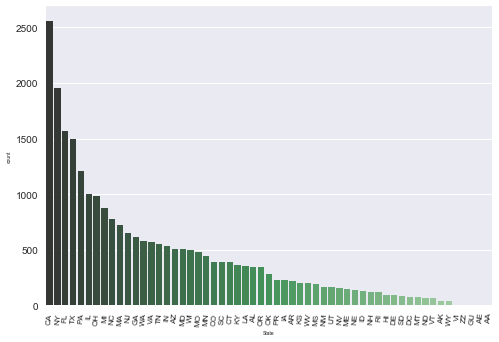 2500
2000
1500
1000
500
0
count
CA NY FL TX PA IL OH MI NC MA NJ GA WA VA TN IN AZ MD WI MO MN CO SC CT KY LA AL OR OK PR IA AR KS WV MS NM UT NV ME NE ID NH RI HI DE SD DC MT ND VT AK WY VI ZZ GU AE AA
State